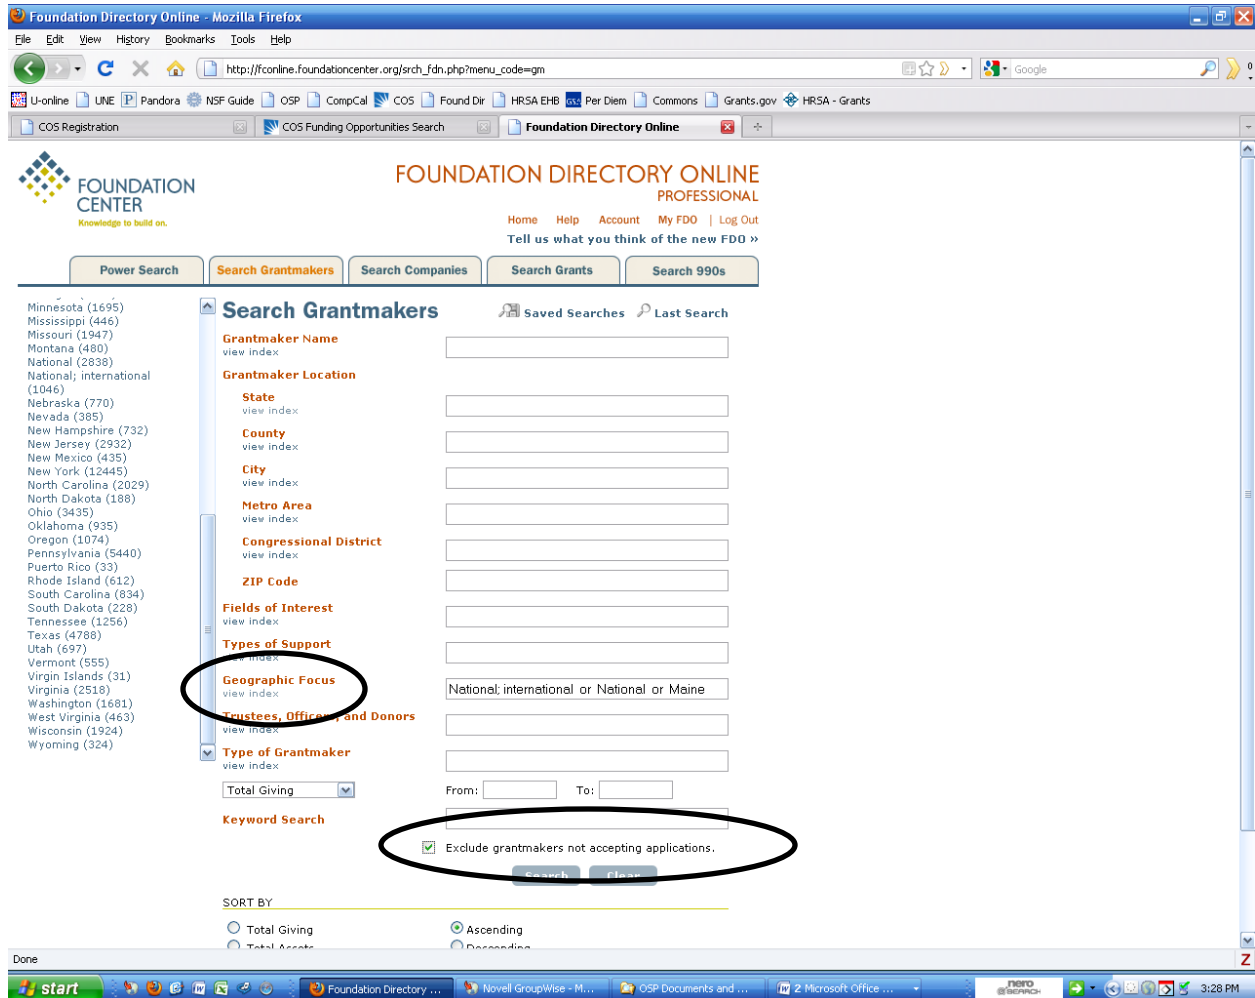 Foundation Directory Online - Mozilla Firefox
File Edit View History Bookmarks Tools Help
http://fconline.foundationcenter.org/srch_fdn.php?menu_code=gm
Google
U-online UNE Pandora NSF Guide OSP CompCal COS Found Dir HRSA EHB Per Diem Commons Grants.gov HRSA - Grants
COS Registration COS Funding Opportunities Search Foundation Directory Online
FOUNDATION CENTER
Knowledge to build on.
FOUNDATION DIRECTORY ONLINE
PROFESSIONAL
Home Help Account My FDO | Log Out
Tell us what you think of the new FDO »
Power Search Search Grantmakers Search Companies Search Grants Search 990s
Minnesota (1695)
Mississippi (446)
Missouri (1947)
Montana (480)
National (2838)
National; international
(1046)
Nebraska (770)
Nevada (385)
New Hampshire (732)
New Jersey (2932)
New Mexico (435)
New York (12445)
North Carolina (2029)
North Dakota (188)
Ohio (3435)
Oklahoma (935)
Oregon (1074)
Pennsylvania (5440)
Puerto Rico (33)
Rhode Island (612)
South Carolina (834)
South Dakota (228)
Tennessee (1256)
Texas (4788)
Utah (697)
Vermont (555)
Virgin Islands (31)
Virginia (2518)
Washington (1681)
West Virginia (463)
Wisconsin (1924)
Wyoming (324)
Search Grantmakers Saved Searches Last Search
Grantmaker Name
view index
Grantmaker Location
State
view index
County
view index
City
view index
Metro Area
view index
Congressional District
view index
ZIP Code
Fields of Interest
view index
Types of Support
view index
Geographic Focus
view index
National; international or National or Maine
Trustees, Officers, and Donors
view index
Type of Grantmaker
view index
Total Giving From: To:
Keyword Search
Exclude grantmakers not accepting applications.
Search Clear
SORT BY
Total Giving Ascending
Total Assets Descending
Done
start Foundation Directory ... Novell GroupWise - M... OSP Documents and ... 2 Microsoft Office ... nero SEARCH 3:28 PM